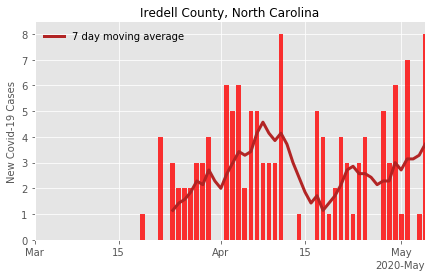 Iredell County, North Carolina
7 day moving average
New Covid-19 Cases
8
7
6
5
4
3
2
1
0
Mar 15 Apr 15 May
2020-May